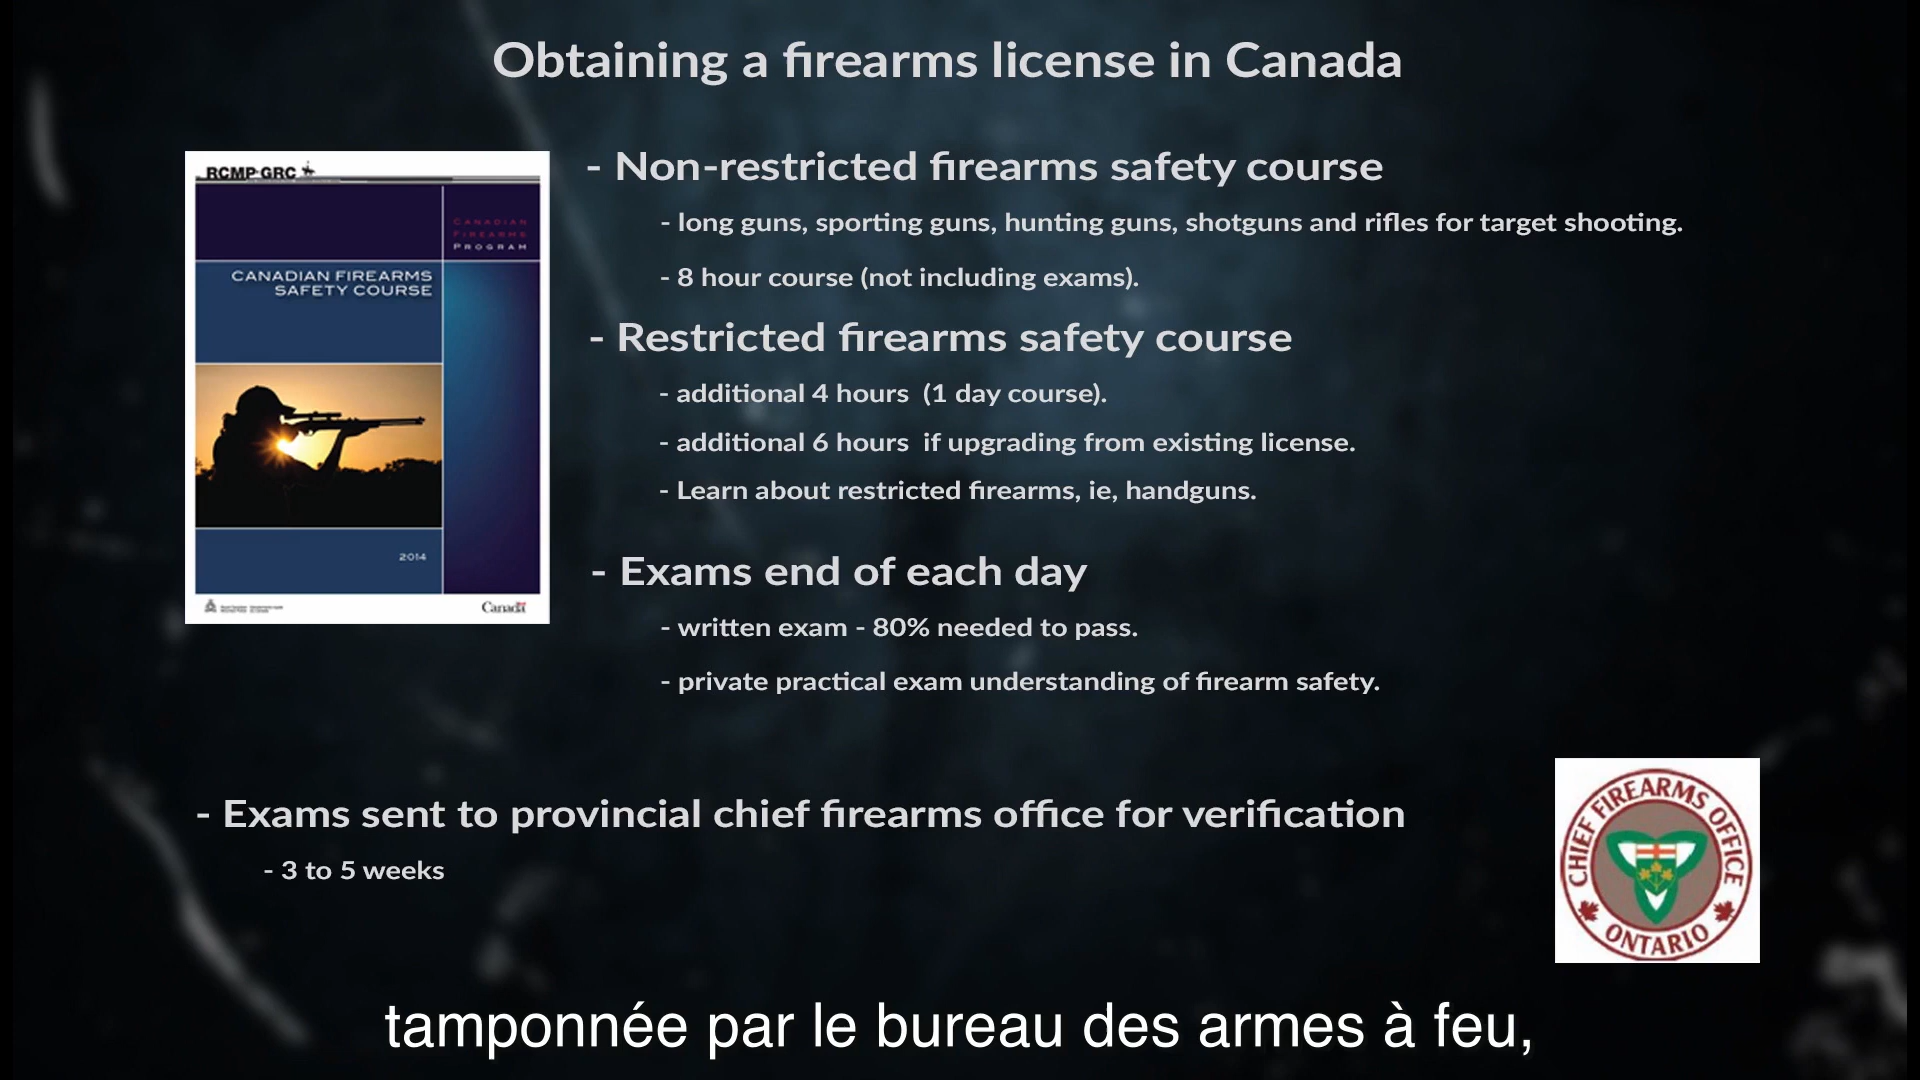 Obtaining a firearms license in Canada
RCMP·GRC
CANADIAN
FIREARMS
PROGRAM
CANADIAN FIREARMS
SAFETY COURSE
2014
Canada
- Non-restricted firearms safety course
- long guns, sporting guns, hunting guns, shotguns and rifles for target shooting.
- 8 hour course (not including exams).
- Restricted firearms safety course
- additional 4 hours (1 day course).
- additional 6 hours if upgrading from existing license.
- Learn about restricted firearms, ie, handguns.
- Exams end of each day
- written exam - 80% needed to pass.
- private practical exam understanding of firearm safety.
- Exams sent to provincial chief firearms office for verification
- 3 to 5 weeks
CHIEF FIREARMS OFFICE
ONTARIO
tamponnée par le bureau des armes à feu,